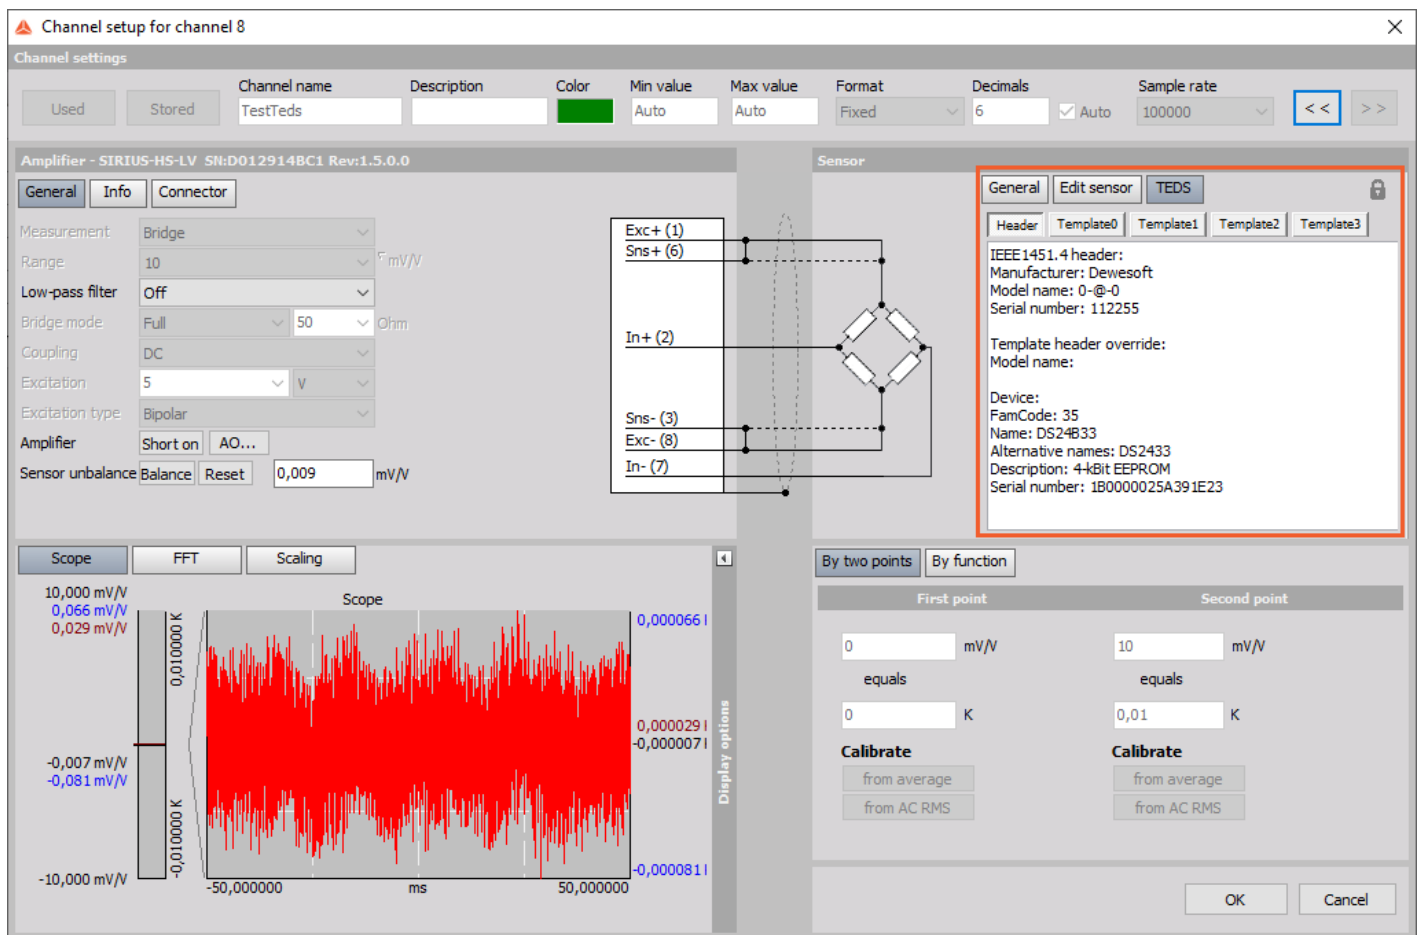 Channel setup for channel 8
Channel settings
Used
Stored
Channel name
TestTeds
Description
Color
Min value
Auto
Max value
Auto
Format
Fixed
Decimals
6
Auto
Sample rate
100000
<<
>>
Amplifier - SIRIUS-HS-LV SN:D012914BC1 Rev:1.5.0.0
General
Info
Connector
Measurement Bridge
Range 10 mV/V
Low-pass filter Off
Bridge mode Full 50 Ohm
Coupling DC
Excitation 5 V
Excitation type Bipolar
Amplifier Short on AO...
Sensor unbalance Balance Reset 0,009 mV/V
Exc+ (1)
Sns+ (6)
In+ (2)
Sns- (3)
Exc- (8)
In- (7)
Sensor
General
Edit sensor
TEDS
Header
Template0
Template1
Template2
Template3
IEEE1451.4 header:
Manufacturer: Dewesoft
Model name: 0-@-0
Serial number: 112255
Template header override:
Model name:
Device:
FamCode: 35
Name: DS24B33
Alternative names: DS2433
Description: 4-kBit EEPROM
Serial number: 1B0000025A391E23
Scope
FFT
Scaling
10,000 mV/V
0,066 mV/V
0,029 mV/V
-0,007 mV/V
-0,081 mV/V
-10,000 mV/V
0,010000 K
-0,010000 K
Scope
0,000066
0,000029
-0,000007
-0,000081
-50,000000
ms
50,000000
Display options
By two points
By function
First point
Second point
0 mV/V
10 mV/V
equals
equals
0 K
0,01 K
Calibrate
Calibrate
from average
from average
from AC RMS
from AC RMS
OK
Cancel